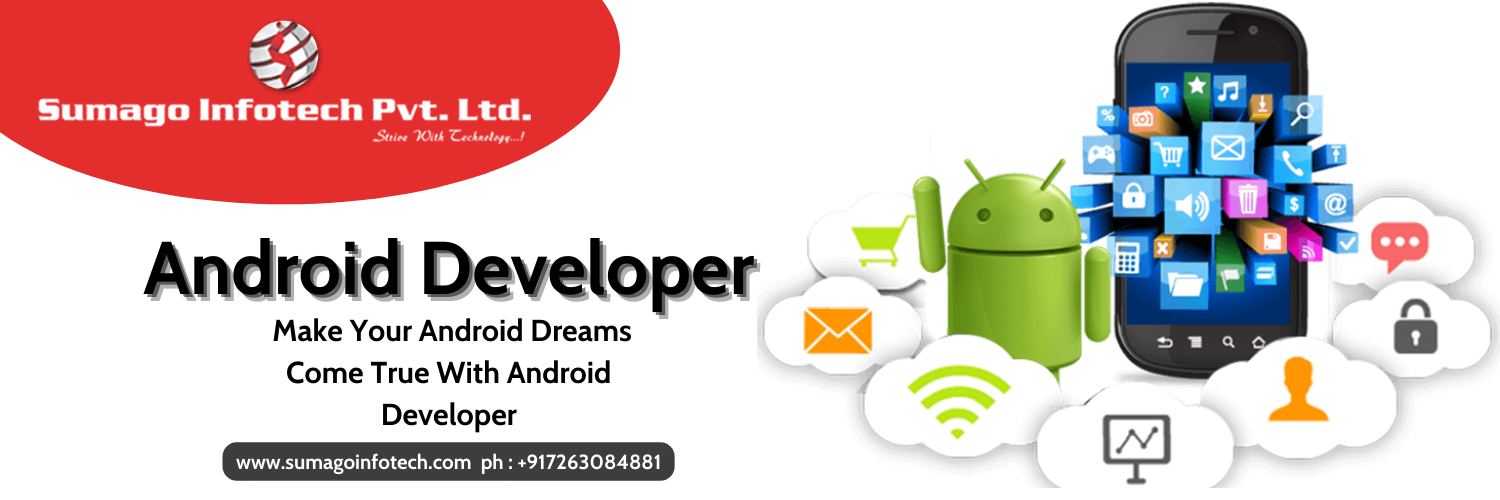 Sumago Infotech Pvt. Ltd.
Strive With Technology...!
Android Developer
Make Your Android Dreams
Come True With Android
Developer
www.sumagoinfotech.com ph : +917263084881